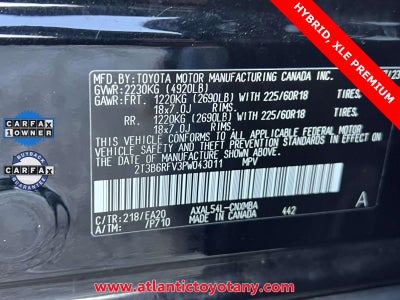 HYBRID, XLE PREMIUM
MFD. BY: TOYOTA MOTOR MANUFACTURING CANADA INC.
GVWR: 2230KG (4920LB)
GAWR: FRT. 1220KG (2690LB) WITH 225/60R18 TIRES,
18x7.0J RIMS.
RR. 1220KG (2690LB) WITH 225/60R18 TIRES,
18x7.0J RIMS.
THIS VEHICLE CONFORMS TO ALL APPLICABLE FEDERAL MOTOR
VEHICLE SAFETY AND THEFT PREVENTION STANDARDS IN EFFECT
ON THE DATE OF MANUFACTURE SHOWN ABOVE.
2T3B6RFV3PW043011 MPV
C/TR: 218/EA20 AXAL54L-CNXMBA 442
A/TM: /P710 MADE IN CANADA
A
CARFAX
1 OWNER
CARFAX
www.atlantictoyotany.com